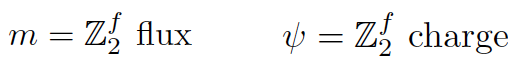 m = ℤ₂ᶠ flux ψ = ℤ₂ᶠ charge